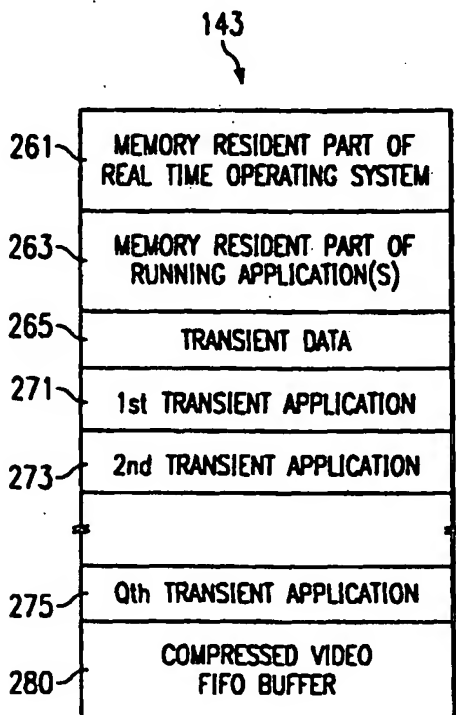 143
261
MEMORY RESIDENT PART OF
REAL TIME OPERATING SYSTEM
263
MEMORY RESIDENT PART OF
RUNNING APPLICATION(S)
265
TRANSIENT DATA
271
1st TRANSIENT APPLICATION
273
2nd TRANSIENT APPLICATION
275
Qth TRANSIENT APPLICATION
280
COMPRESSED VIDEO
FIFO BUFFER